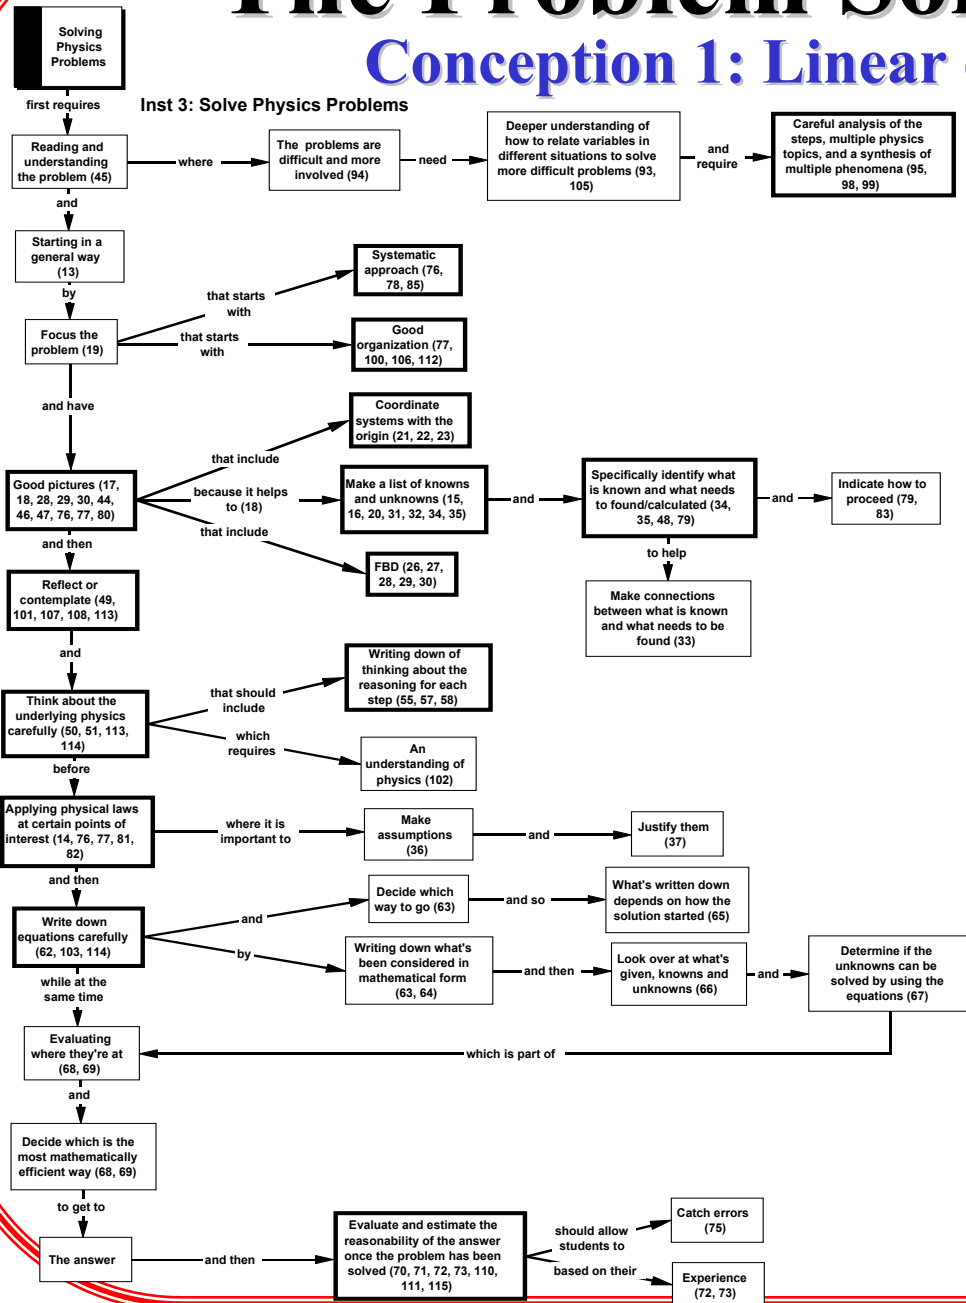 The Problem Sol
Conception 1: Linear
Solving
Physics
Problems
first requires
Inst 3: Solve Physics Problems
Reading and
understanding
the problem (45)
where
The problems are
difficult and more
involved (94)
need
Deeper understanding of
how to relate variables in
different situations to solve
more difficult problems (93,
105)
and
require
Careful analysis of the
steps, multiple physics
topics, and a synthesis of
multiple phenomena (95,
98, 99)
and
Starting in a
general way
(13)
by
Focus the
problem (19)
that starts
with
Systematic
approach (76,
78, 85)
that starts
with
Good
organization (77,
100, 106, 112)
and have
Good pictures (17,
18, 28, 29, 30, 44,
46, 47, 76, 77, 80)
that include
Coordinate
systems with the
origin (21, 22, 23)
because it helps
to (18)
Make a list of knowns
and unknowns (15,
16, 20, 31, 32, 34, 35)
and
Specifically identify what
is known and what needs
to found/calculated (34,
35, 48, 79)
and
Indicate how to
proceed (79,
83)
to help
Make connections
between what is known
and what needs to be
found (33)
that include
FBD (26, 27,
28, 29, 30)
and then
Reflect or
contemplate (49,
101, 107, 108, 113)
and
Think about the
underlying physics
carefully (50, 51, 113,
114)
that should
include
Writing down of
thinking about the
reasoning for each
step (55, 57, 58)
which
requires
An
understanding of
physics (102)
before
Applying physical laws
at certain points of
interest (14, 76, 77, 81,
82)
where it is
important to
Make
assumptions
(36)
and
Justify them
(37)
and then
Write down
equations carefully
(62, 103, 114)
and
Decide which
way to go (63)
and so
What's written down
depends on how the
solution started (65)
by
Writing down what's
been considered in
mathematical form
(63, 64)
and then
Look over at what's
given, knowns and
unknowns (66)
and
Determine if the
unknowns can be
solved by using the
equations (67)
while at the
same time
Evaluating
where they're at
(68, 69)
which is part of
and
Decide which is the
most mathematically
efficient way (68, 69)
to get to
The answer
and then
Evaluate and estimate the
reasonability of the answer
once the problem has been
solved (70, 71, 72, 73, 110,
111, 115)
should allow
students to
Catch errors
(75)
based on their
Experience
(72, 73)